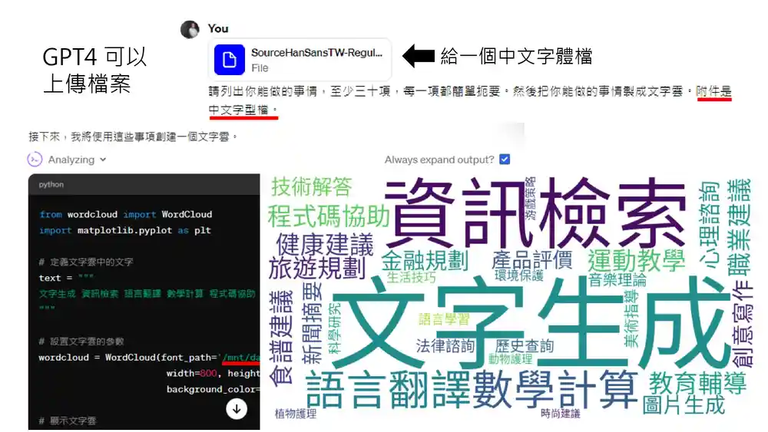 GPT4 可以
上傳檔案
You
SourceHanSansTW-Regul...
File
給一個中文字體檔
請列出你能做的事情，至少三十項，每一項都簡單扼要。然後把你能做的事情製成文字雲。附件是
中文字型檔。
接下來，我將使用這些事項創建一個文字雲。
Analyzing
Always expand output?
python
from wordcloud import WordCloud
import matplotlib.pyplot as plt
# 定義文字雲中的文字
text = """
文字生成 資訊檢索 語言翻譯 數學計算 程式碼協助
"""
# 設置文字雲的參數
wordcloud = WordCloud(font_path='/mnt/da
width=800, height
background_color=
# 顯示文字雲
技術解答
資訊檢索
遊戲策略
心理諮詢
職業建議
程式碼協助
健康建議
金融規劃
產品評價
運動教學
旅遊規劃
生活技巧
環境保護
音樂理論
食譜建議
新聞摘要
科學研究
文字生成
語言學習
美術指導
創意寫作
法律諮詢
歷史查詢
動物護理
語言翻譯
數學計算
教育輔導
圖片生成
植物護理
時尚建議